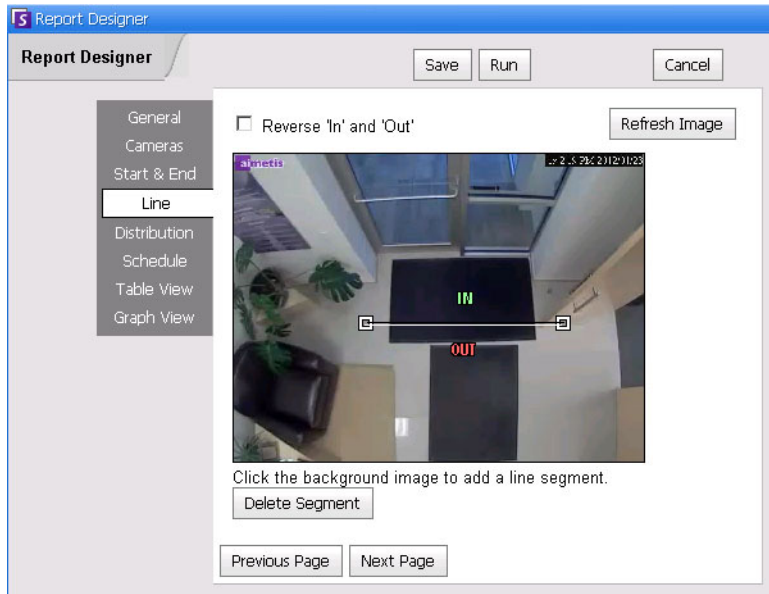 Report Designer
Report Designer
Save
Run
Cancel
General
Cameras
Start & End
Line
Distribution
Schedule
Table View
Graph View
Reverse 'In' and 'Out'
Refresh Image
aimetis
IN
OUT
Click the background image to add a line segment.
Delete Segment
Previous Page
Next Page